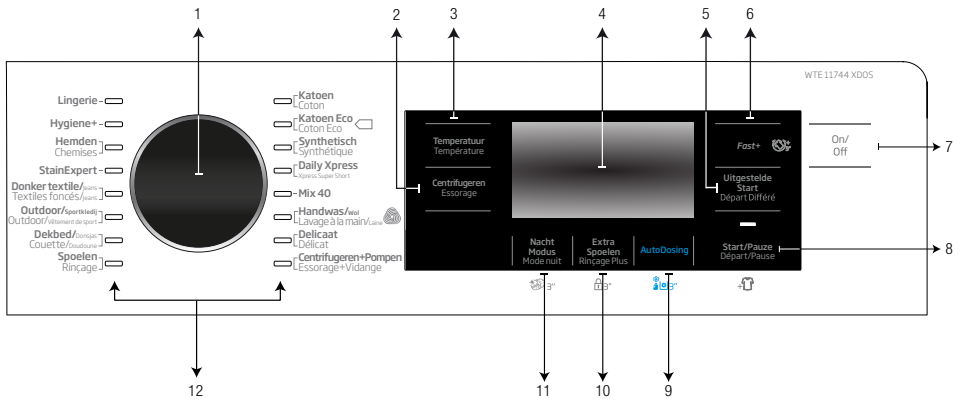 1
2
3
4
5
6
WTE 11744 XDOS
Lingerie
Hygiene+
Hemden
Chemises
StainExpert
Donker textile/Jeans
Textiles foncés/Jeans
Outdoor/Sportkledij
Outdoor/Vêtement de sport
Dekbed/Donsjas
Couette/Doudoune
Spoelen
Rinçage
Katoen
Coton
Katoen Eco
Coton Eco
Synthetisch
Synthétique
Daily Xpress
Xpress Super Short
Mix 40
Handwas/Wol
Lavage à la main/Laine
Delicaat
Délicat
Centrifugeren+Pompen
Essorage+Vidange
Temperatuur
Température
Centrifugeren
Essorage
Fast+
Uitgestelde
Start
Départ Différé
On/
Off
7
Nacht
Modus
Mode nuit
Extra
Spoelen
Rinçage Plus
AutoDosing
Start/Pauze
Départ/Pause
8
3"
3"
3"
12
11
10
9